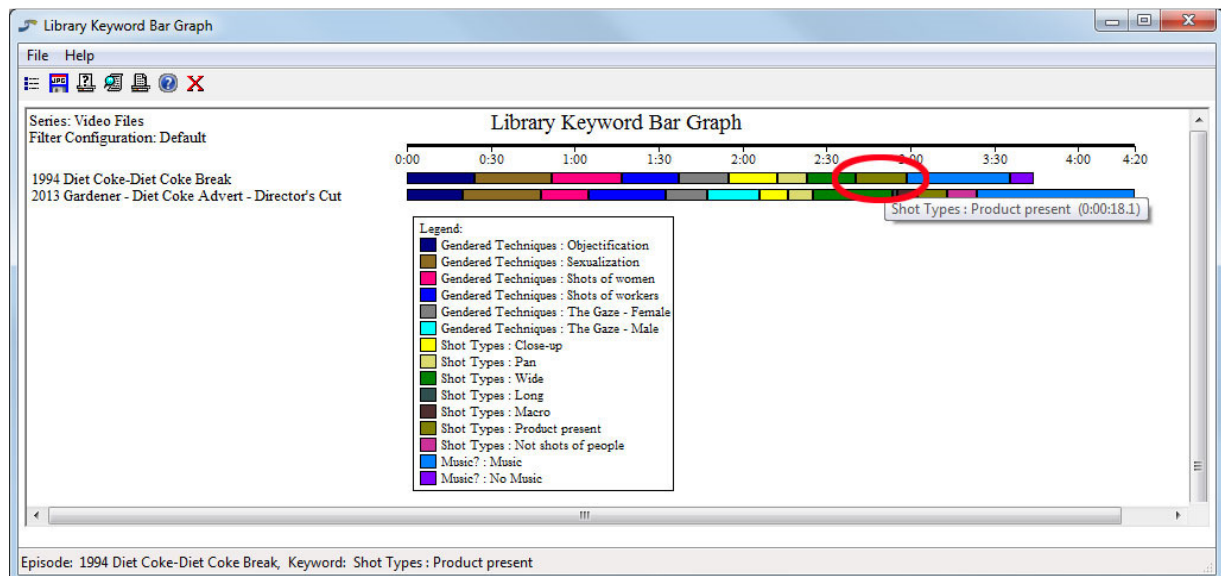 Library Keyword Bar Graph
File Help
JPG
Series: Video Files
Filter Configuration: Default
Library Keyword Bar Graph
0:00 0:30 1:00 1:30 2:00 2:30 3:00 3:30 4:00 4:20
1994 Diet Coke-Diet Coke Break
2013 Gardener - Diet Coke Advert - Director's Cut
Shot Types : Product present (0:00:18.1)
Legend:
Gendered Techniques : Objectification
Gendered Techniques : Sexualization
Gendered Techniques : Shots of women
Gendered Techniques : Shots of workers
Gendered Techniques : The Gaze - Female
Gendered Techniques : The Gaze - Male
Shot Types : Close-up
Shot Types : Pan
Shot Types : Wide
Shot Types : Long
Shot Types : Macro
Shot Types : Product present
Shot Types : Not shots of people
Music? : Music
Music? : No Music
Episode: 1994 Diet Coke-Diet Coke Break, Keyword: Shot Types : Product present